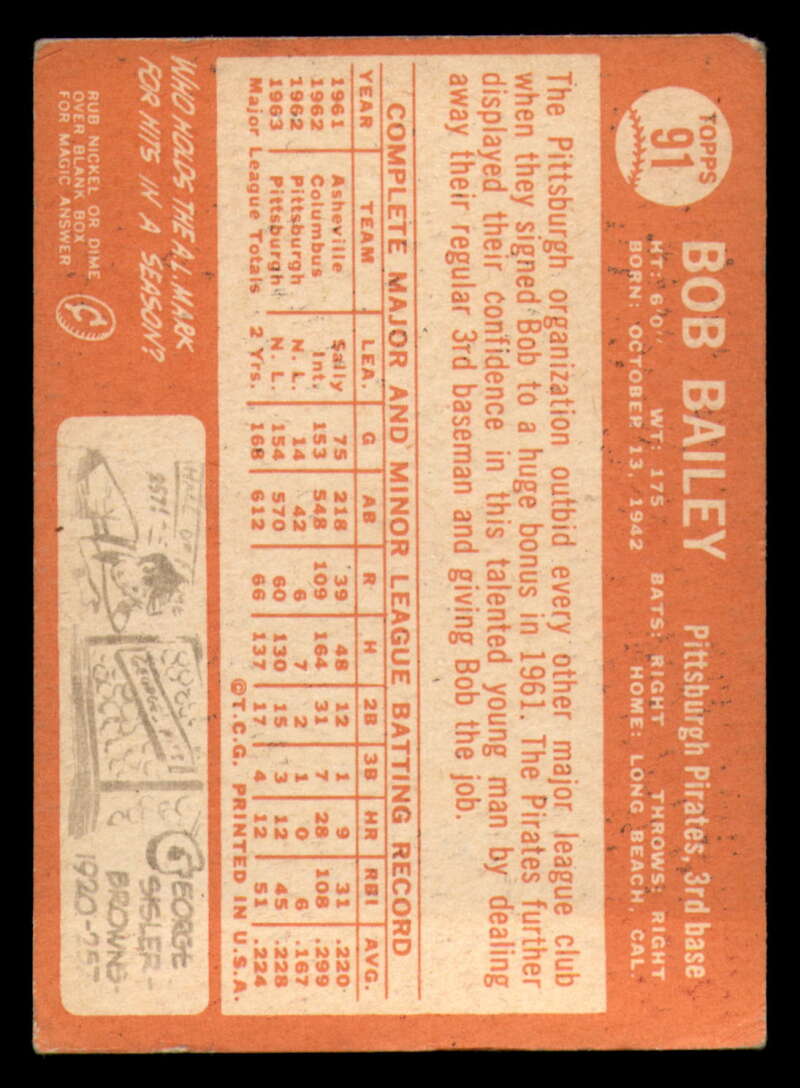 TOPPS
91
BOB BAILEY Pittsburgh Pirates, 3rd base
HT: 6'0" WT: 175 BATS: RIGHT THROWS: RIGHT
BORN: OCTOBER 13, 1942 HOME: LONG BEACH, CAL.
The Pittsburgh organization outbid every other major league club
when they signed Bob to a huge bonus in 1961. The Pirates further
displayed their confidence in this talented young man by dealing
away their regular 3rd baseman and giving Bob the job.
COMPLETE MAJOR AND MINOR LEAGUE BATTING RECORD
YEAR TEAM LEA. G AB R H 2B 3B HR RBI AVG.
1961 Asheville Sally 75 218 39 48 12 1 9 31 .220
1962 Columbus Int. 153 548 109 164 31 7 28 108 .299
1962 Pittsburgh N. L. 14 42 6 7 2 1 0 6 .167
1963 Pittsburgh N. L. 154 570 60 130 15 3 12 45 .228
Major League Totals 2 Yrs. 168 612 66 137 17 4 12 51 .224
©T.C.G. PRINTED IN U.S.A.
WHO HOLDS THE A.L. MARK
FOR HITS IN A SEASON?
RUB NICKEL OR DIME
OVER BLANK BOX
FOR MAGIC ANSWER
GEORGE
SISLER-
BROWNS-
1920-257